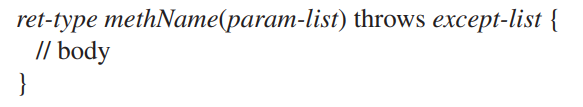 ret-type methName(param-list) throws except-list {
// body
}